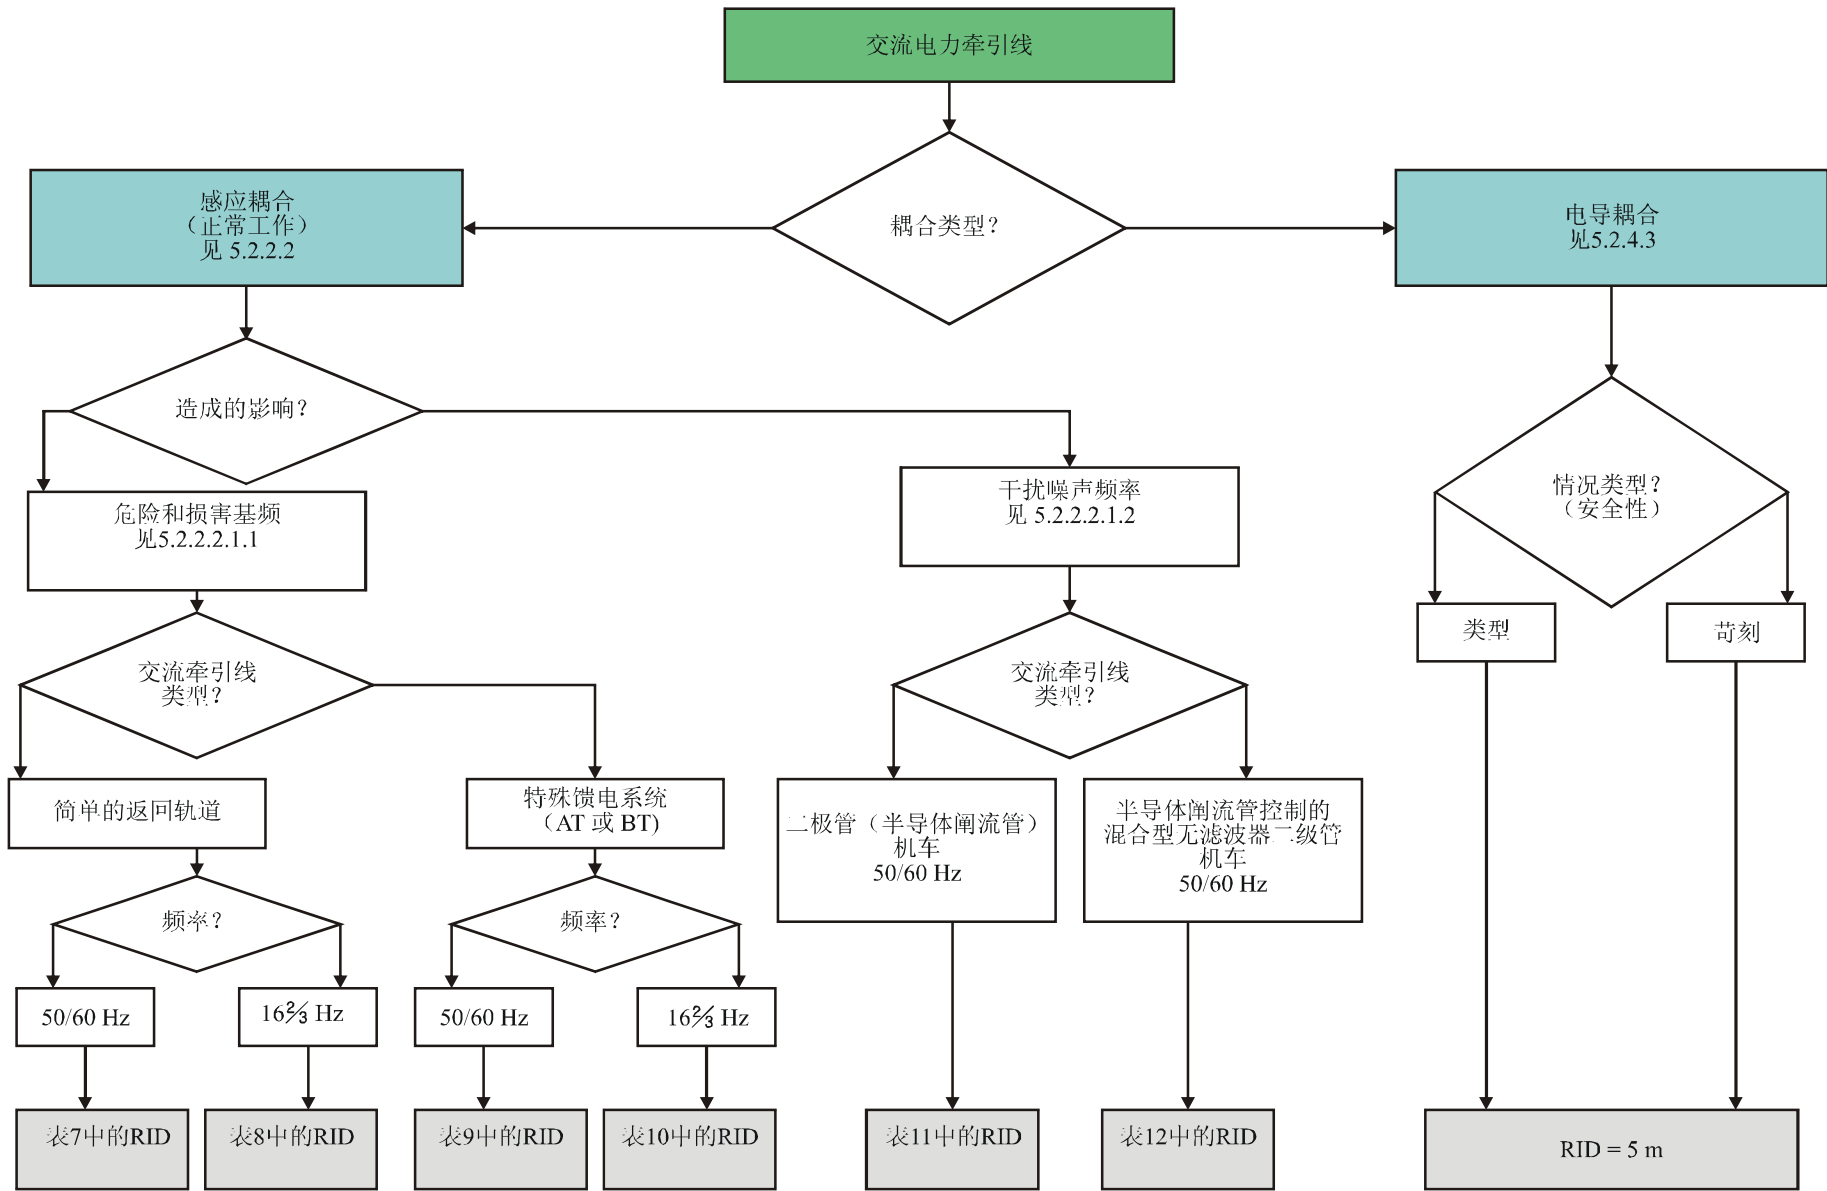 交流电力牵引线
耦合类型？
感应耦合
（正常工作）
见 5.2.2.2
电导耦合
见5.2.4.3
造成的影响？
危险和损害基频
见5.2.2.2.1.1
干扰噪声频率
见 5.2.2.2.1.2
情况类型？
（安全性）
类型
苛刻
交流牵引线
类型？
交流牵引线
类型？
简单的返回轨道
特殊馈电系统
（AT 或 BT)
二极管（半导体阐流管）
机车
50/60 Hz
半导体阐流管控制的
混合型无滤波器二级管
机车
50/60 Hz
频率？
频率？
50/60 Hz
16⅔ Hz
50/60 Hz
16⅔ Hz
表7中的RID
表8中的RID
表9中的RID
表10中的RID
表11中的RID
表12中的RID
RID = 5 m